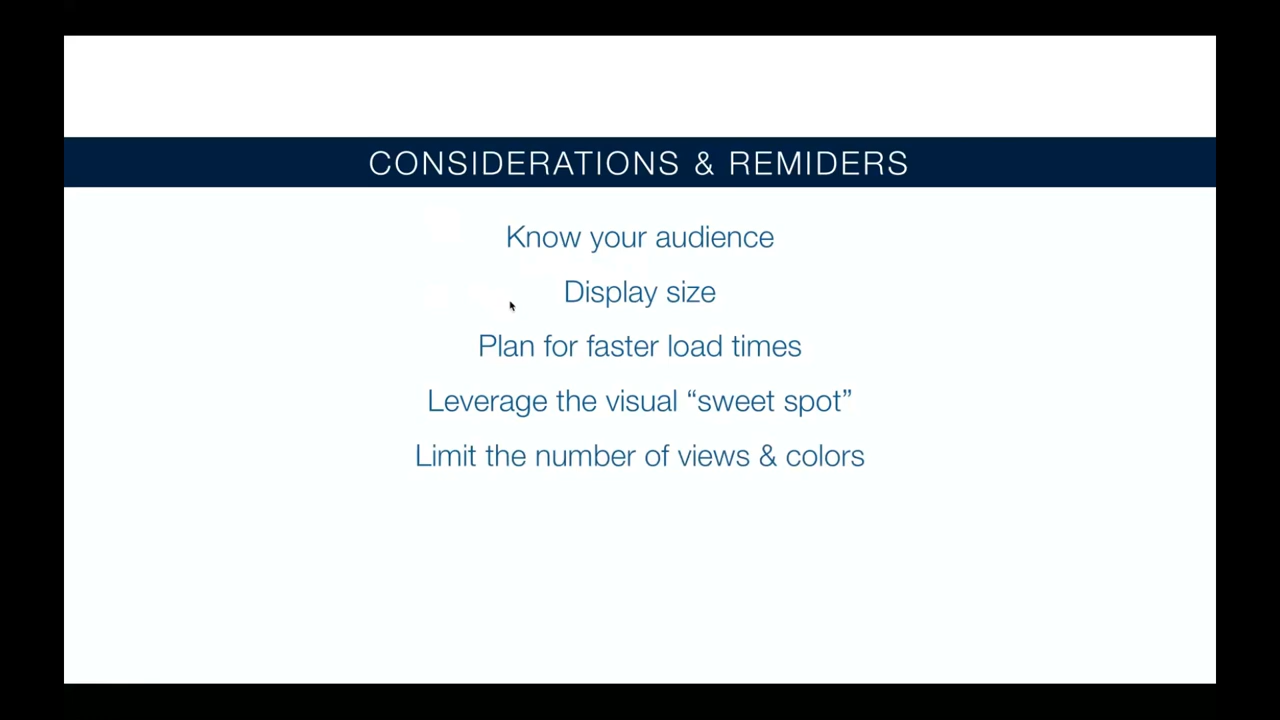 CONSIDERATIONS & REMIDERS
Know your audience
Display size
Plan for faster load times
Leverage the visual “sweet spot”
Limit the number of views & colors